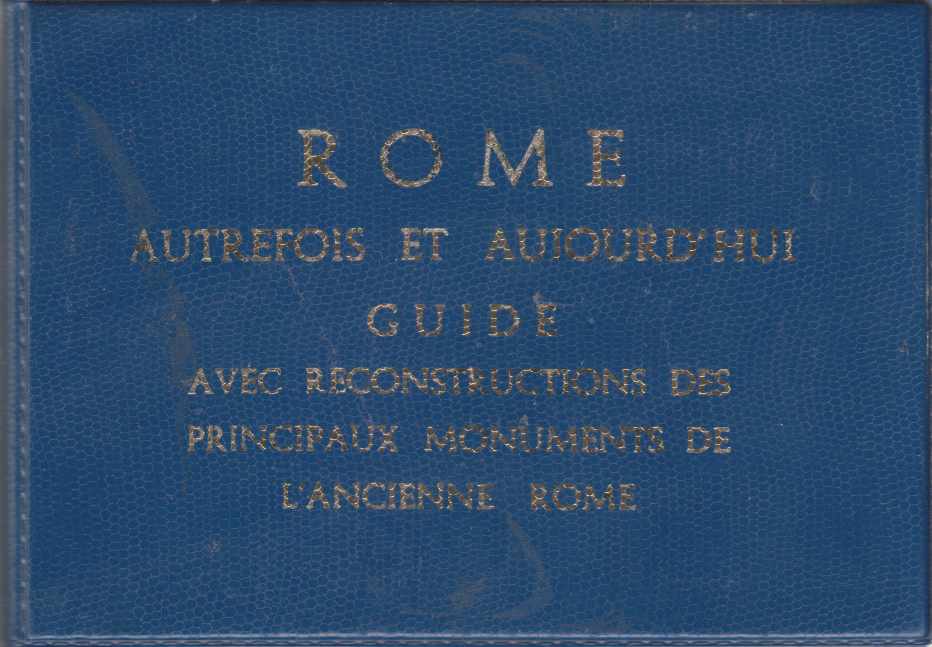 ROME
AUTREFOIS ET AUJOURD'HUI
GUIDE
AVEC RECONSTRUCTIONS DES
PRINCIPAUX MONUMENTS DE
L'ANCIENNE ROME